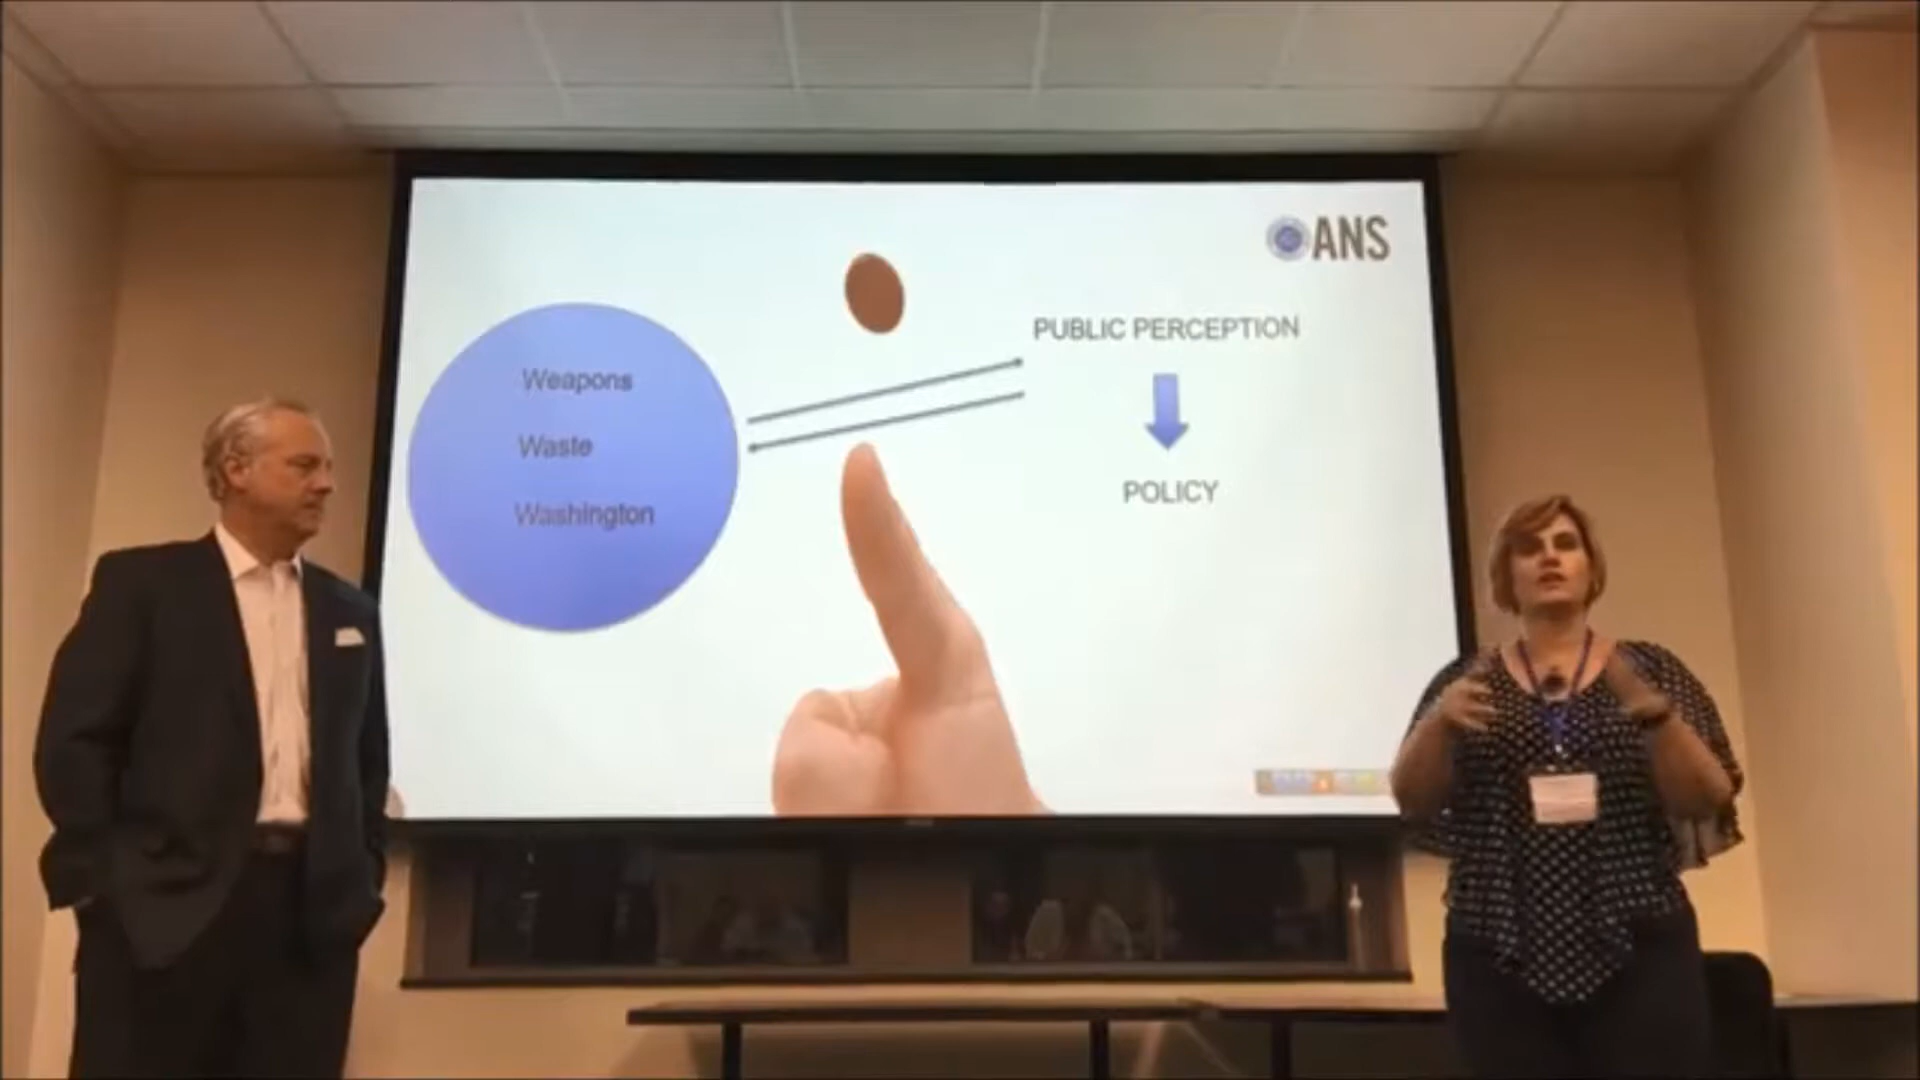 ANS
Weapons
Waste
Washington
PUBLIC PERCEPTION
POLICY